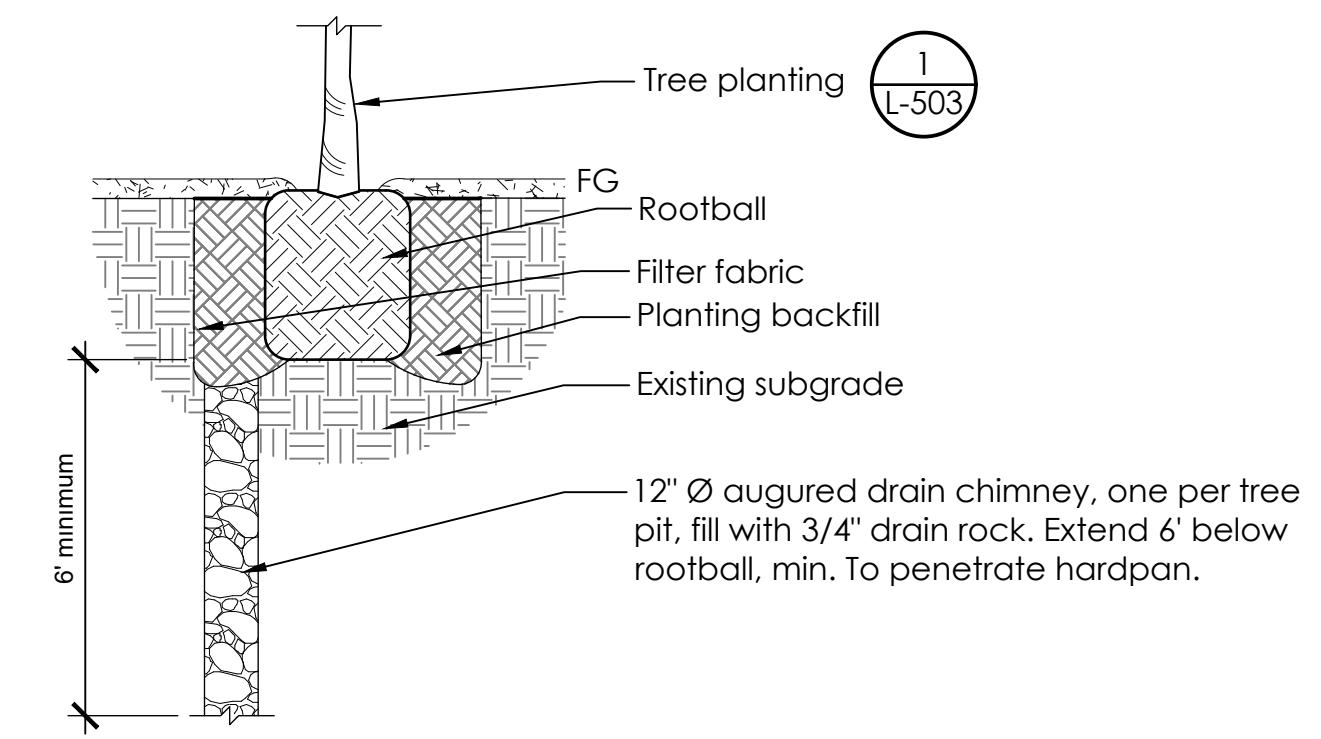 Tree planting
1
L-503
FG
Rootball
Filter fabric
Planting backfill
Existing subgrade
6' minimum
12" Ø augured drain chimney, one per tree
pit, fill with 3/4" drain rock. Extend 6' below
rootball, min. To penetrate hardpan.